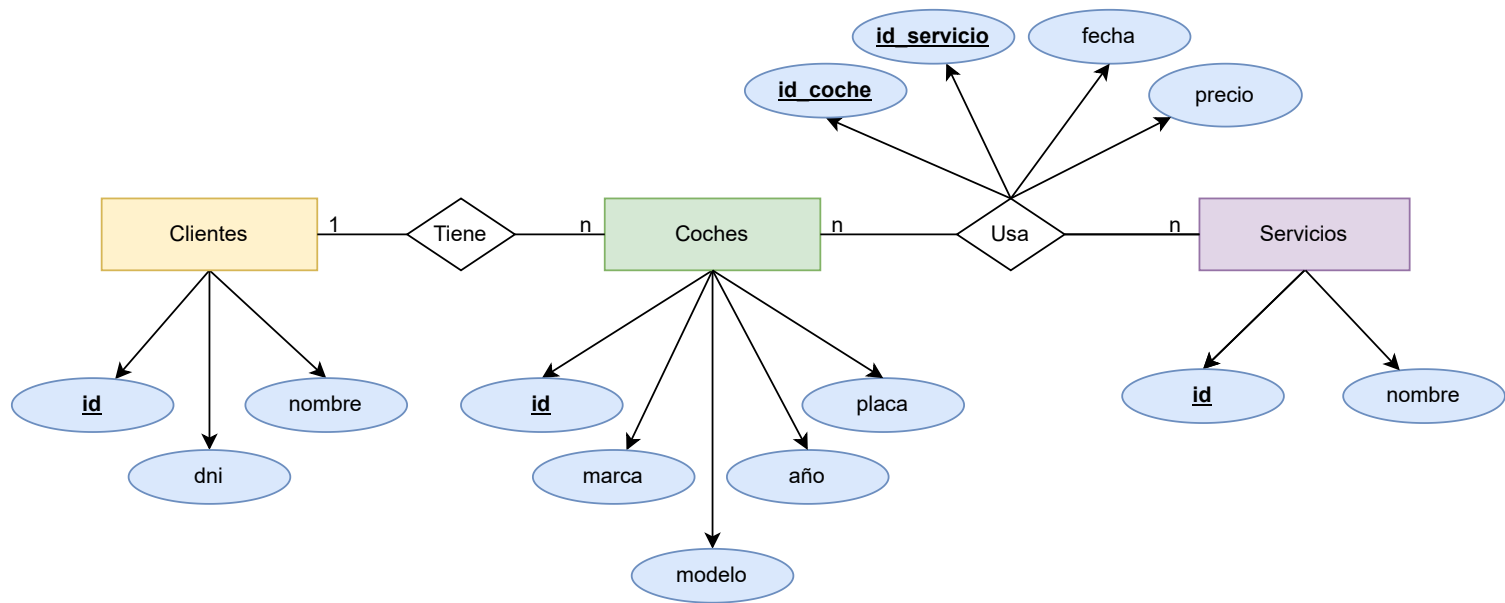 id_servicio
fecha
id_coche
precio
Clientes
1
Tiene
n
Coches
n
Usa
n
Servicios
id
nombre
dni
id
placa
marca
año
modelo
id
nombre